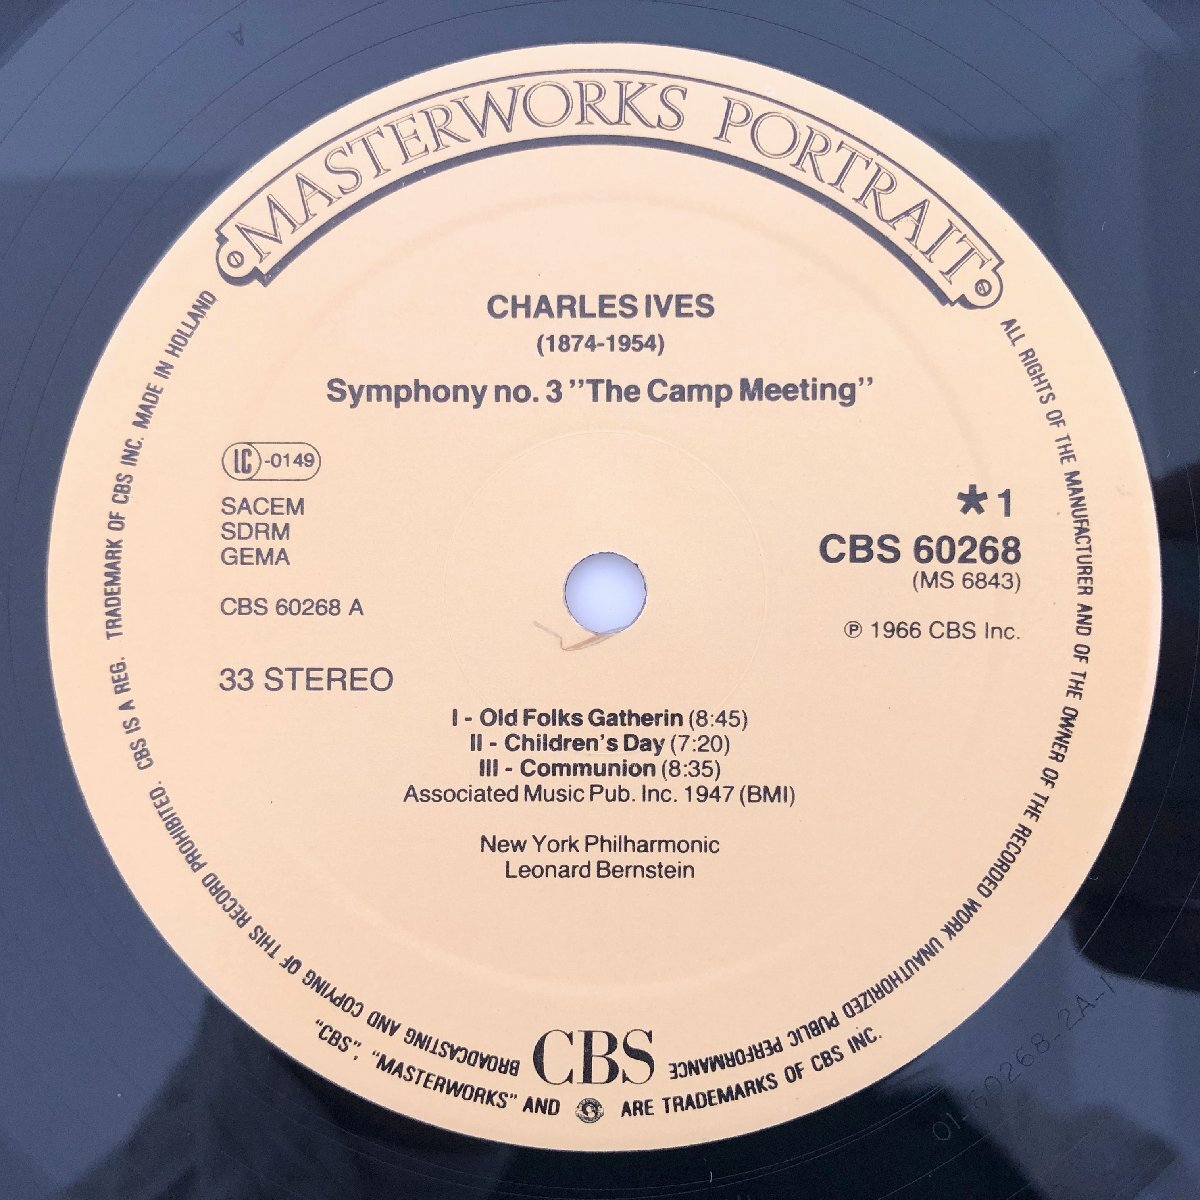 MASTERWORKS PORTRAIT
CHARLES IVES
(1874-1954)
Symphony no. 3 ''The Camp Meeting''
LC-0149
SACEM
SDRM
GEMA
CBS 60268 A
33 STEREO
*1
CBS 60268
(MS 6843)
℗ 1966 CBS Inc.
I - Old Folks Gatherin (8:45)
II - Children's Day (7:20)
III - Communion (8:35)
Associated Music Pub. Inc. 1947 (BMI)
New York Philharmonic
Leonard Bernstein
CBS
ALL RIGHTS OF THE MANUFACTURER AND OF THE OWNER OF THE RECORDED WORK UNAUTHORIZED PUBLIC PERFORMANCE
BROADCASTING AND COPYING OF THIS RECORD PROHIBITED. CBS IS A REG. TRADEMARK OF CBS INC. MADE IN HOLLAND
"CBS", "MASTERWORKS" AND ARE TRADEMARKS OF CBS INC.
01-60268-2A-1
A